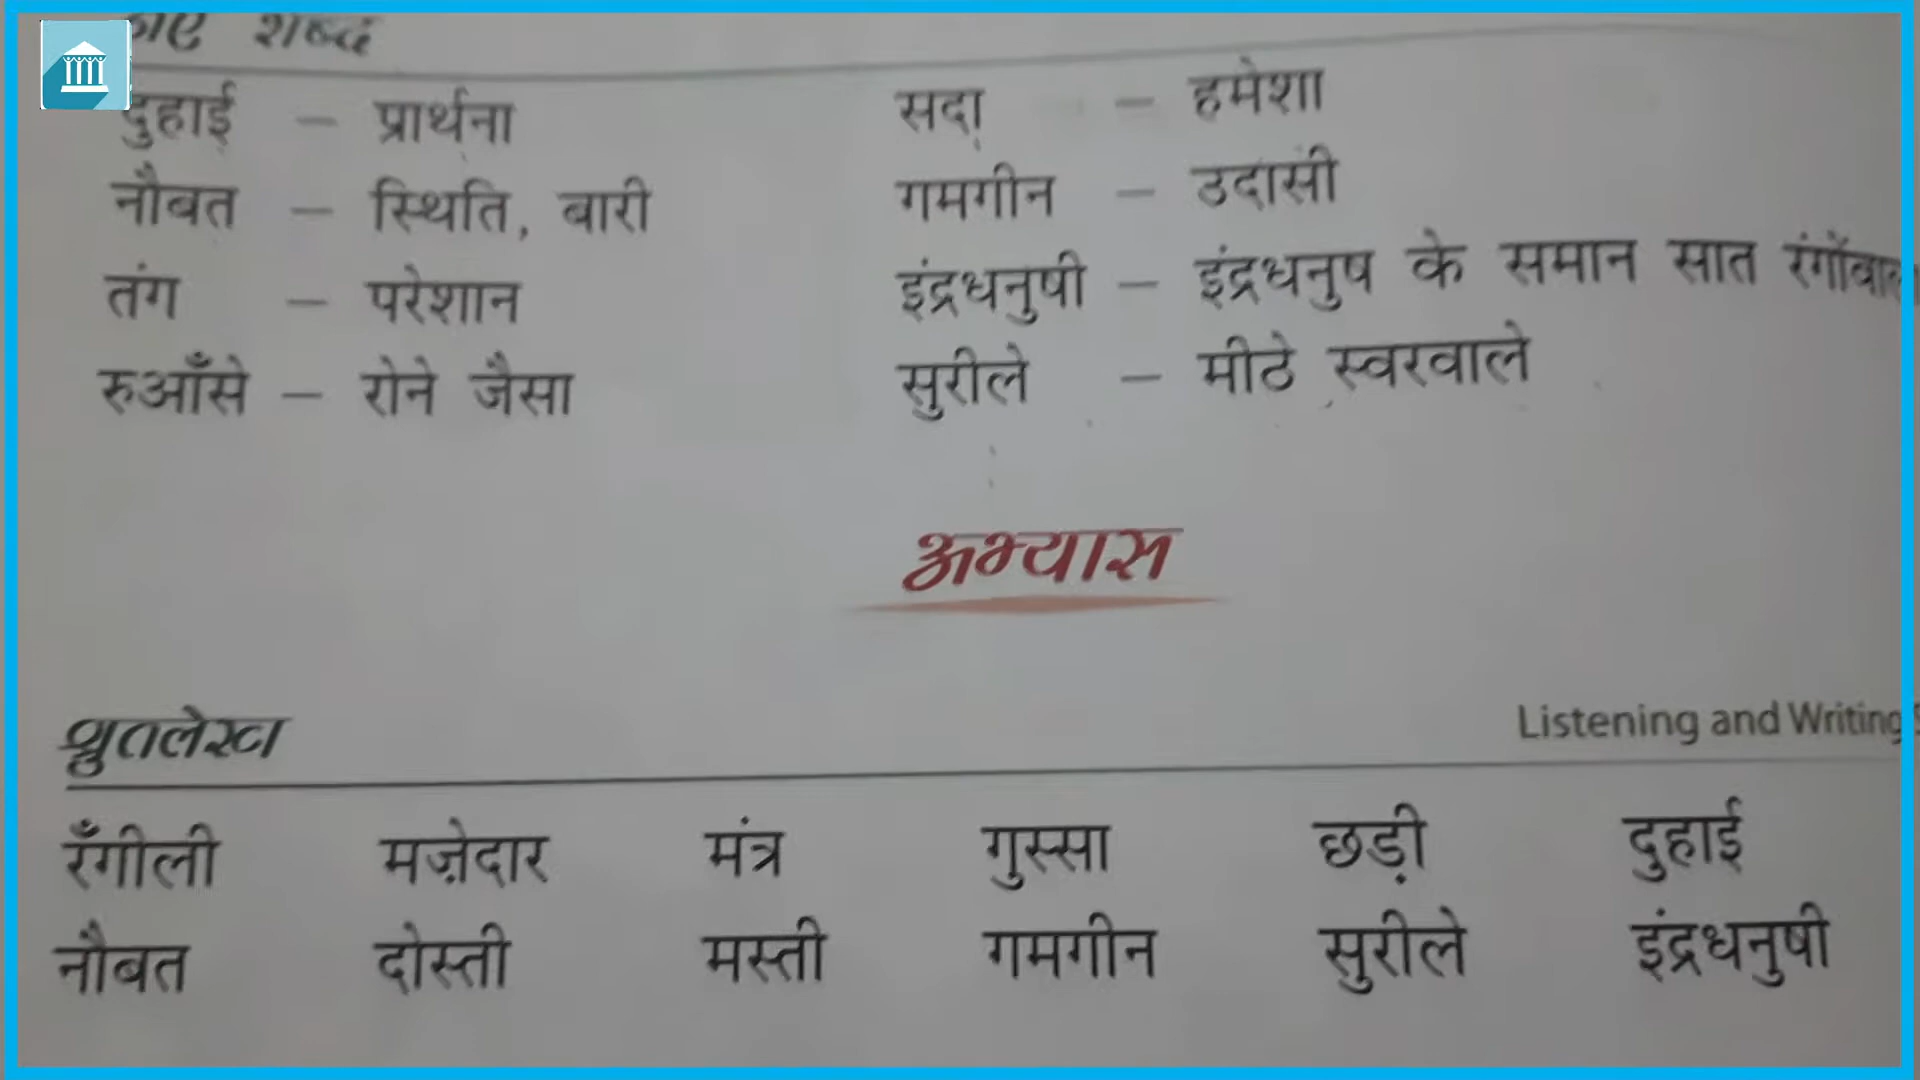 शब्द
दुहाई – प्रार्थना सदा – हमेशा
नौबत – स्थिति, बारी गमगीन – उदासी
तंग – परेशान इंद्रधनुषी – इंद्रधनुष के समान सात
रुआँसे – रोने जैसा सुरीले – मीठे स्वरवाले
अभ्यास
श्रुतलेख Listening and Writing
रँगीली मज़ेदार मंत्र गुस्सा छड़ी दुहाई
नौबत दोस्ती मस्ती गमगीन सुरीले इंद्रधनुषी